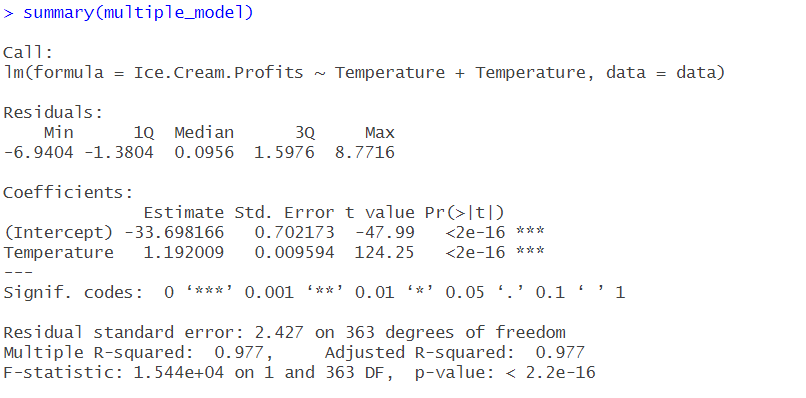 > summary(multiple_model)
Call:
lm(formula = Ice.Cream.Profits ~ Temperature + Temperature, data = data)
Residuals:
    Min      1Q  Median      3Q     Max
-6.9404 -1.3804  0.0956  1.5976  8.7716
Coefficients:
              Estimate Std. Error t value Pr(>|t|)
(Intercept) -33.698166   0.702173  -47.99   <2e-16 ***
Temperature   1.192009   0.009594  124.25   <2e-16 ***
---
Signif. codes:  0 ‘***’ 0.001 ‘**’ 0.01 ‘*’ 0.05 ‘.’ 0.1 ‘ ’ 1
Residual standard error: 2.427 on 363 degrees of freedom
Multiple R-squared:  0.977,     Adjusted R-squared:  0.977
F-statistic: 1.544e+04 on 1 and 363 DF,  p-value: < 2.2e-16